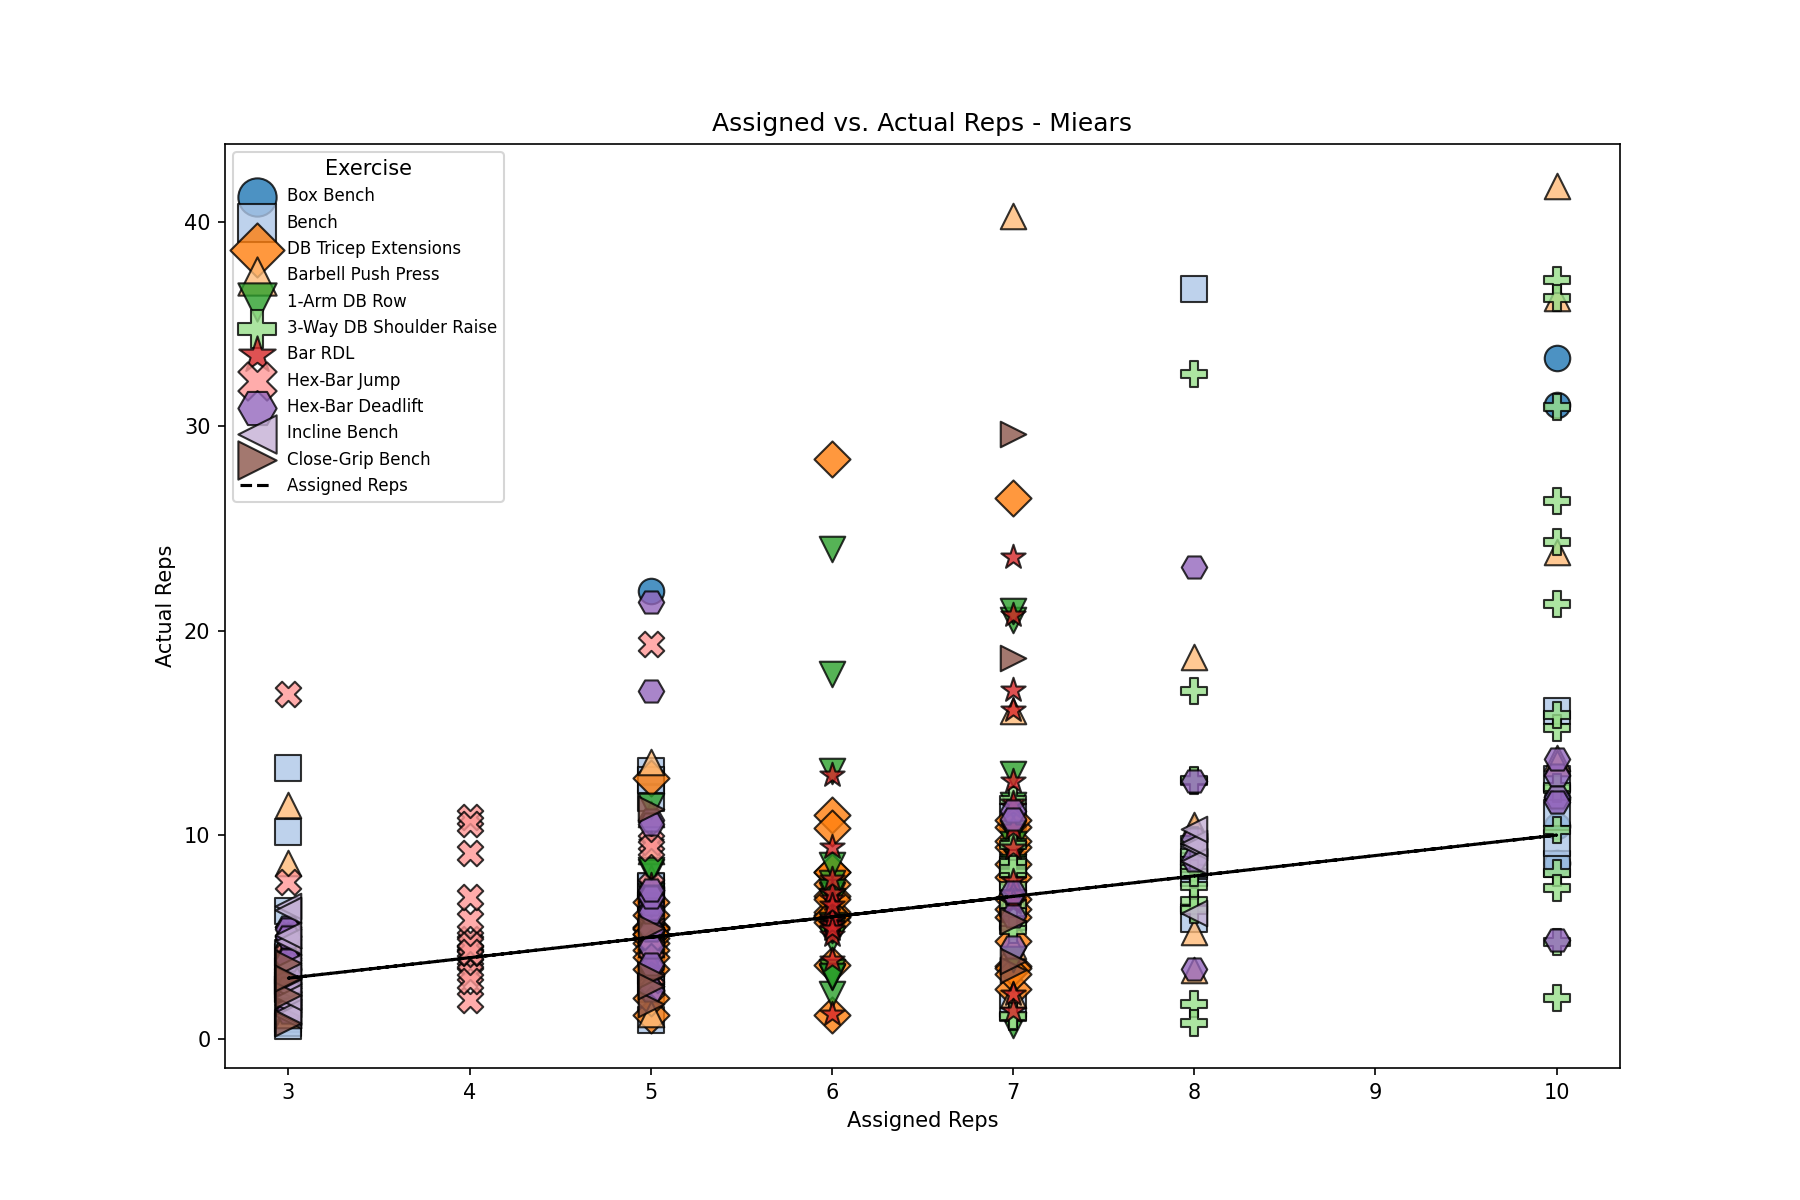 Assigned vs. Actual Reps - Miears
Exercise
Box Bench
Bench
DB Tricep Extensions
Barbell Push Press
1-Arm DB Row
3-Way DB Shoulder Raise
Bar RDL
Hex-Bar Jump
Hex-Bar Deadlift
Incline Bench
Close-Grip Bench
Assigned Reps
Actual Reps
40
30
20
10
0
3 4 5 6 7 8 9 10
Assigned Reps